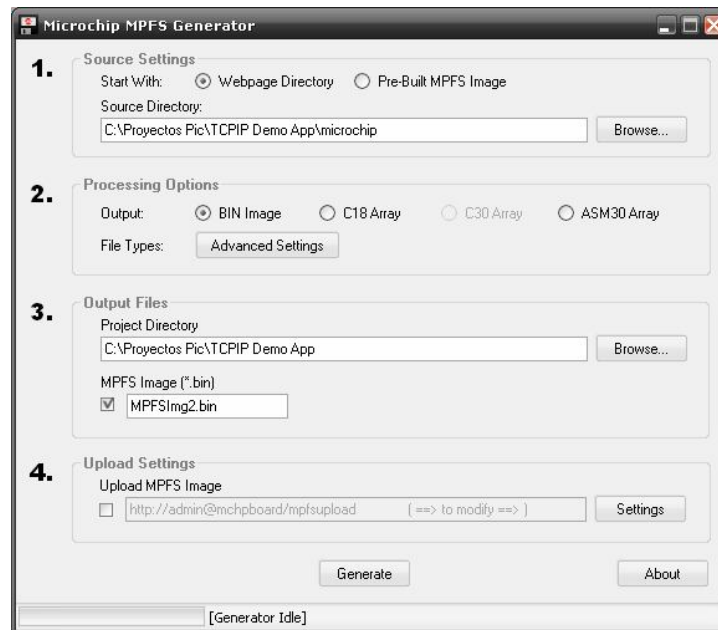 Microchip MPFS Generator
1.
Source Settings
Start With: Webpage Directory Pre-Built MPFS Image
Source Directory:
C:\Proyectos Pic\TCPIP Demo App\microchip Browse...
2.
Processing Options
Output: BIN Image C18 Array C30 Array ASM30 Array
File Types: Advanced Settings
3.
Output Files
Project Directory
C:\Proyectos Pic\TCPIP Demo App Browse...
MPFS Image (*.bin)
MPFSImg2.bin
4.
Upload Settings
Upload MPFS Image
http://admin@mchpboard/mpfsupload ( ==> to modify ==> ) Settings
Generate About
[Generator Idle]